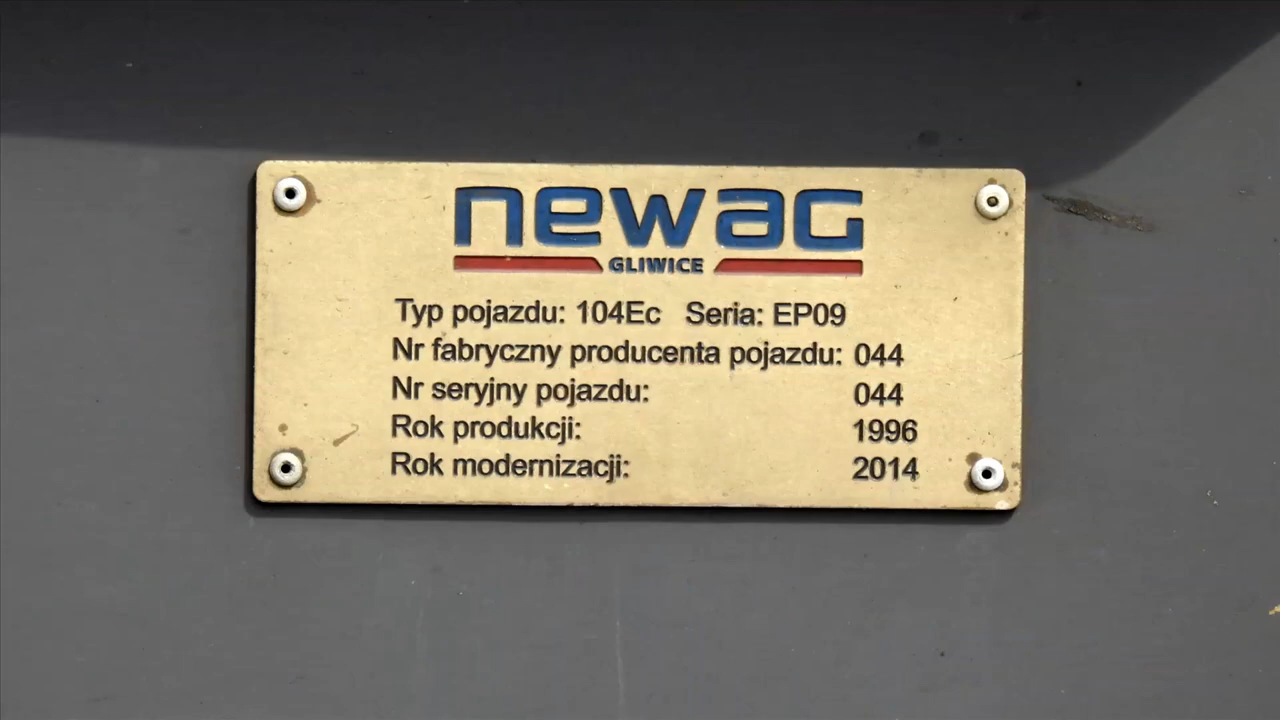 newag
GLIWICE
Typ pojazdu: 104Ec Seria: EP09
Nr fabryczny producenta pojazdu: 044
Nr seryjny pojazdu: 044
Rok produkcji: 1996
Rok modernizacji: 2014